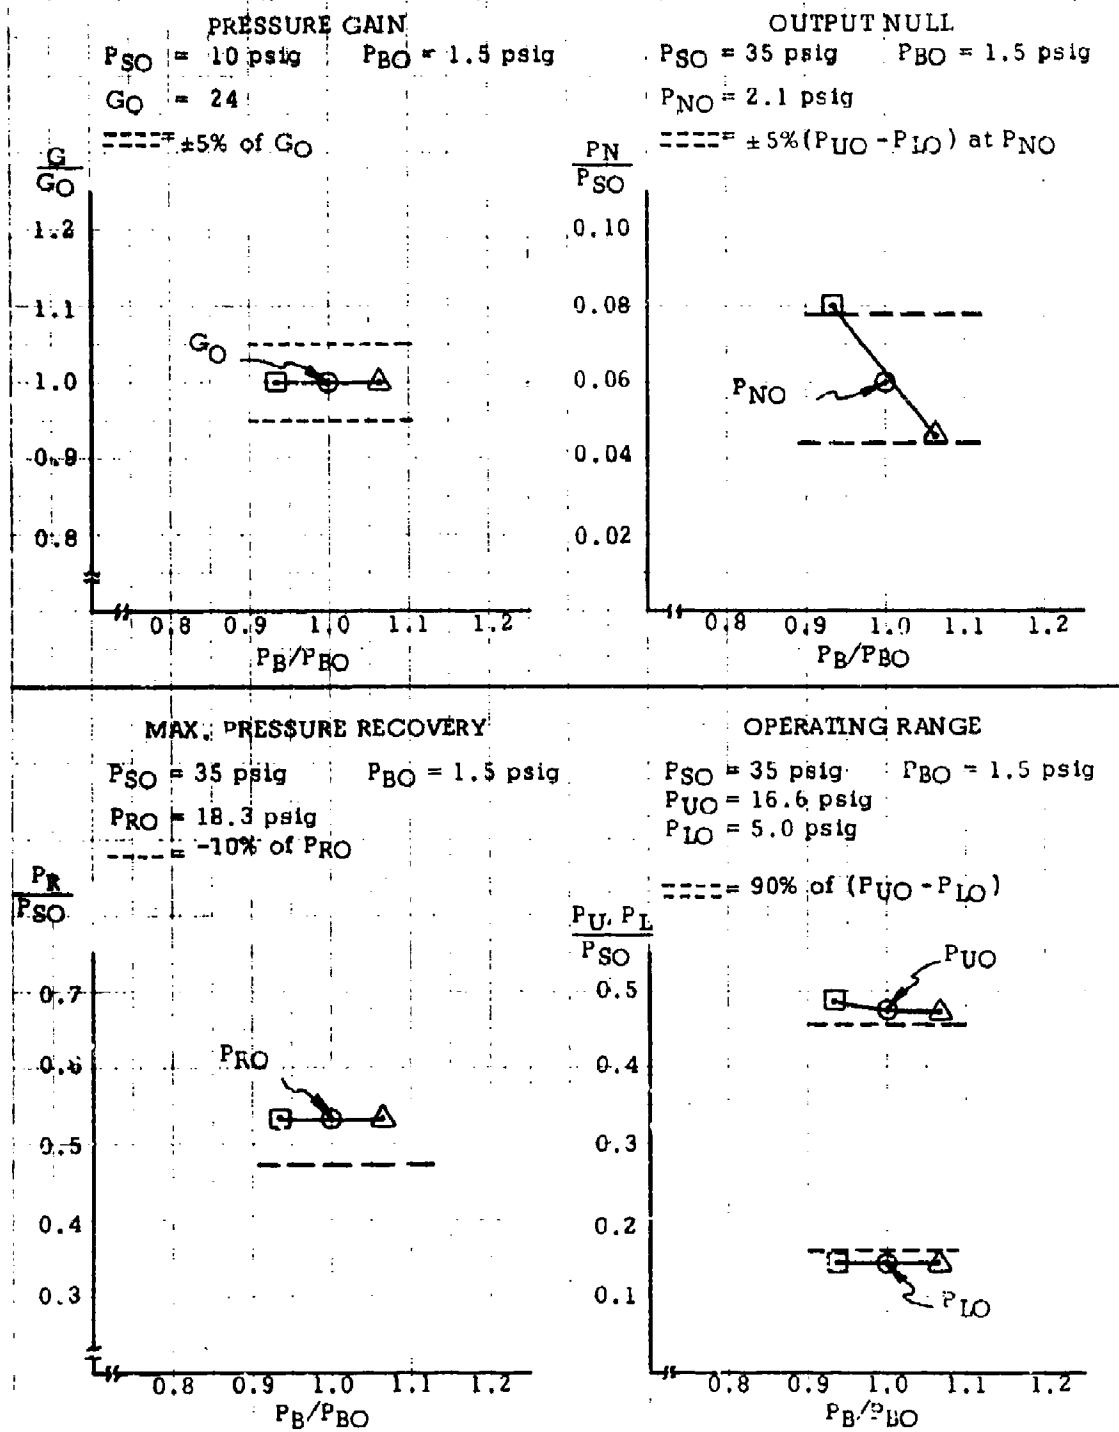 PRESSURE GAIN
PSO = 10 psig PBO = 1.5 psig
GO = 24
---- = ±5% of GO
G
GO
1.2
1.1
1.0
0.9
0.8
GO
0.8 0.9 1.0 1.1 1.2
PB/PBO
OUTPUT NULL
PSO = 35 psig PBO = 1.5 psig
PNO = 2.1 psig
---- = ±5%(PUO - PLO) at PNO
PN
PSO
0.10
0.08
0.06
0.04
0.02
PNO
0.8 0.9 1.0 1.1 1.2
PB/PBO
MAX. PRESSURE RECOVERY
PSO = 35 psig PBO = 1.5 psig
PRO = 18.3 psig
---- = -10% of PRO
PR
PSO
0.7
0.6
0.5
0.4
0.3
PRO
0.8 0.9 1.0 1.1 1.2
PB/PBO
OPERATING RANGE
PSO = 35 psig PBO = 1.5 psig
PUO = 16.6 psig
PLO = 5.0 psig
---- = 90% of (PUO - PLO)
PU, PL
PSO
0.5
0.4
0.3
0.2
0.1
PUO
PLO
0.8 0.9 1.0 1.1 1.2
PB/PBO